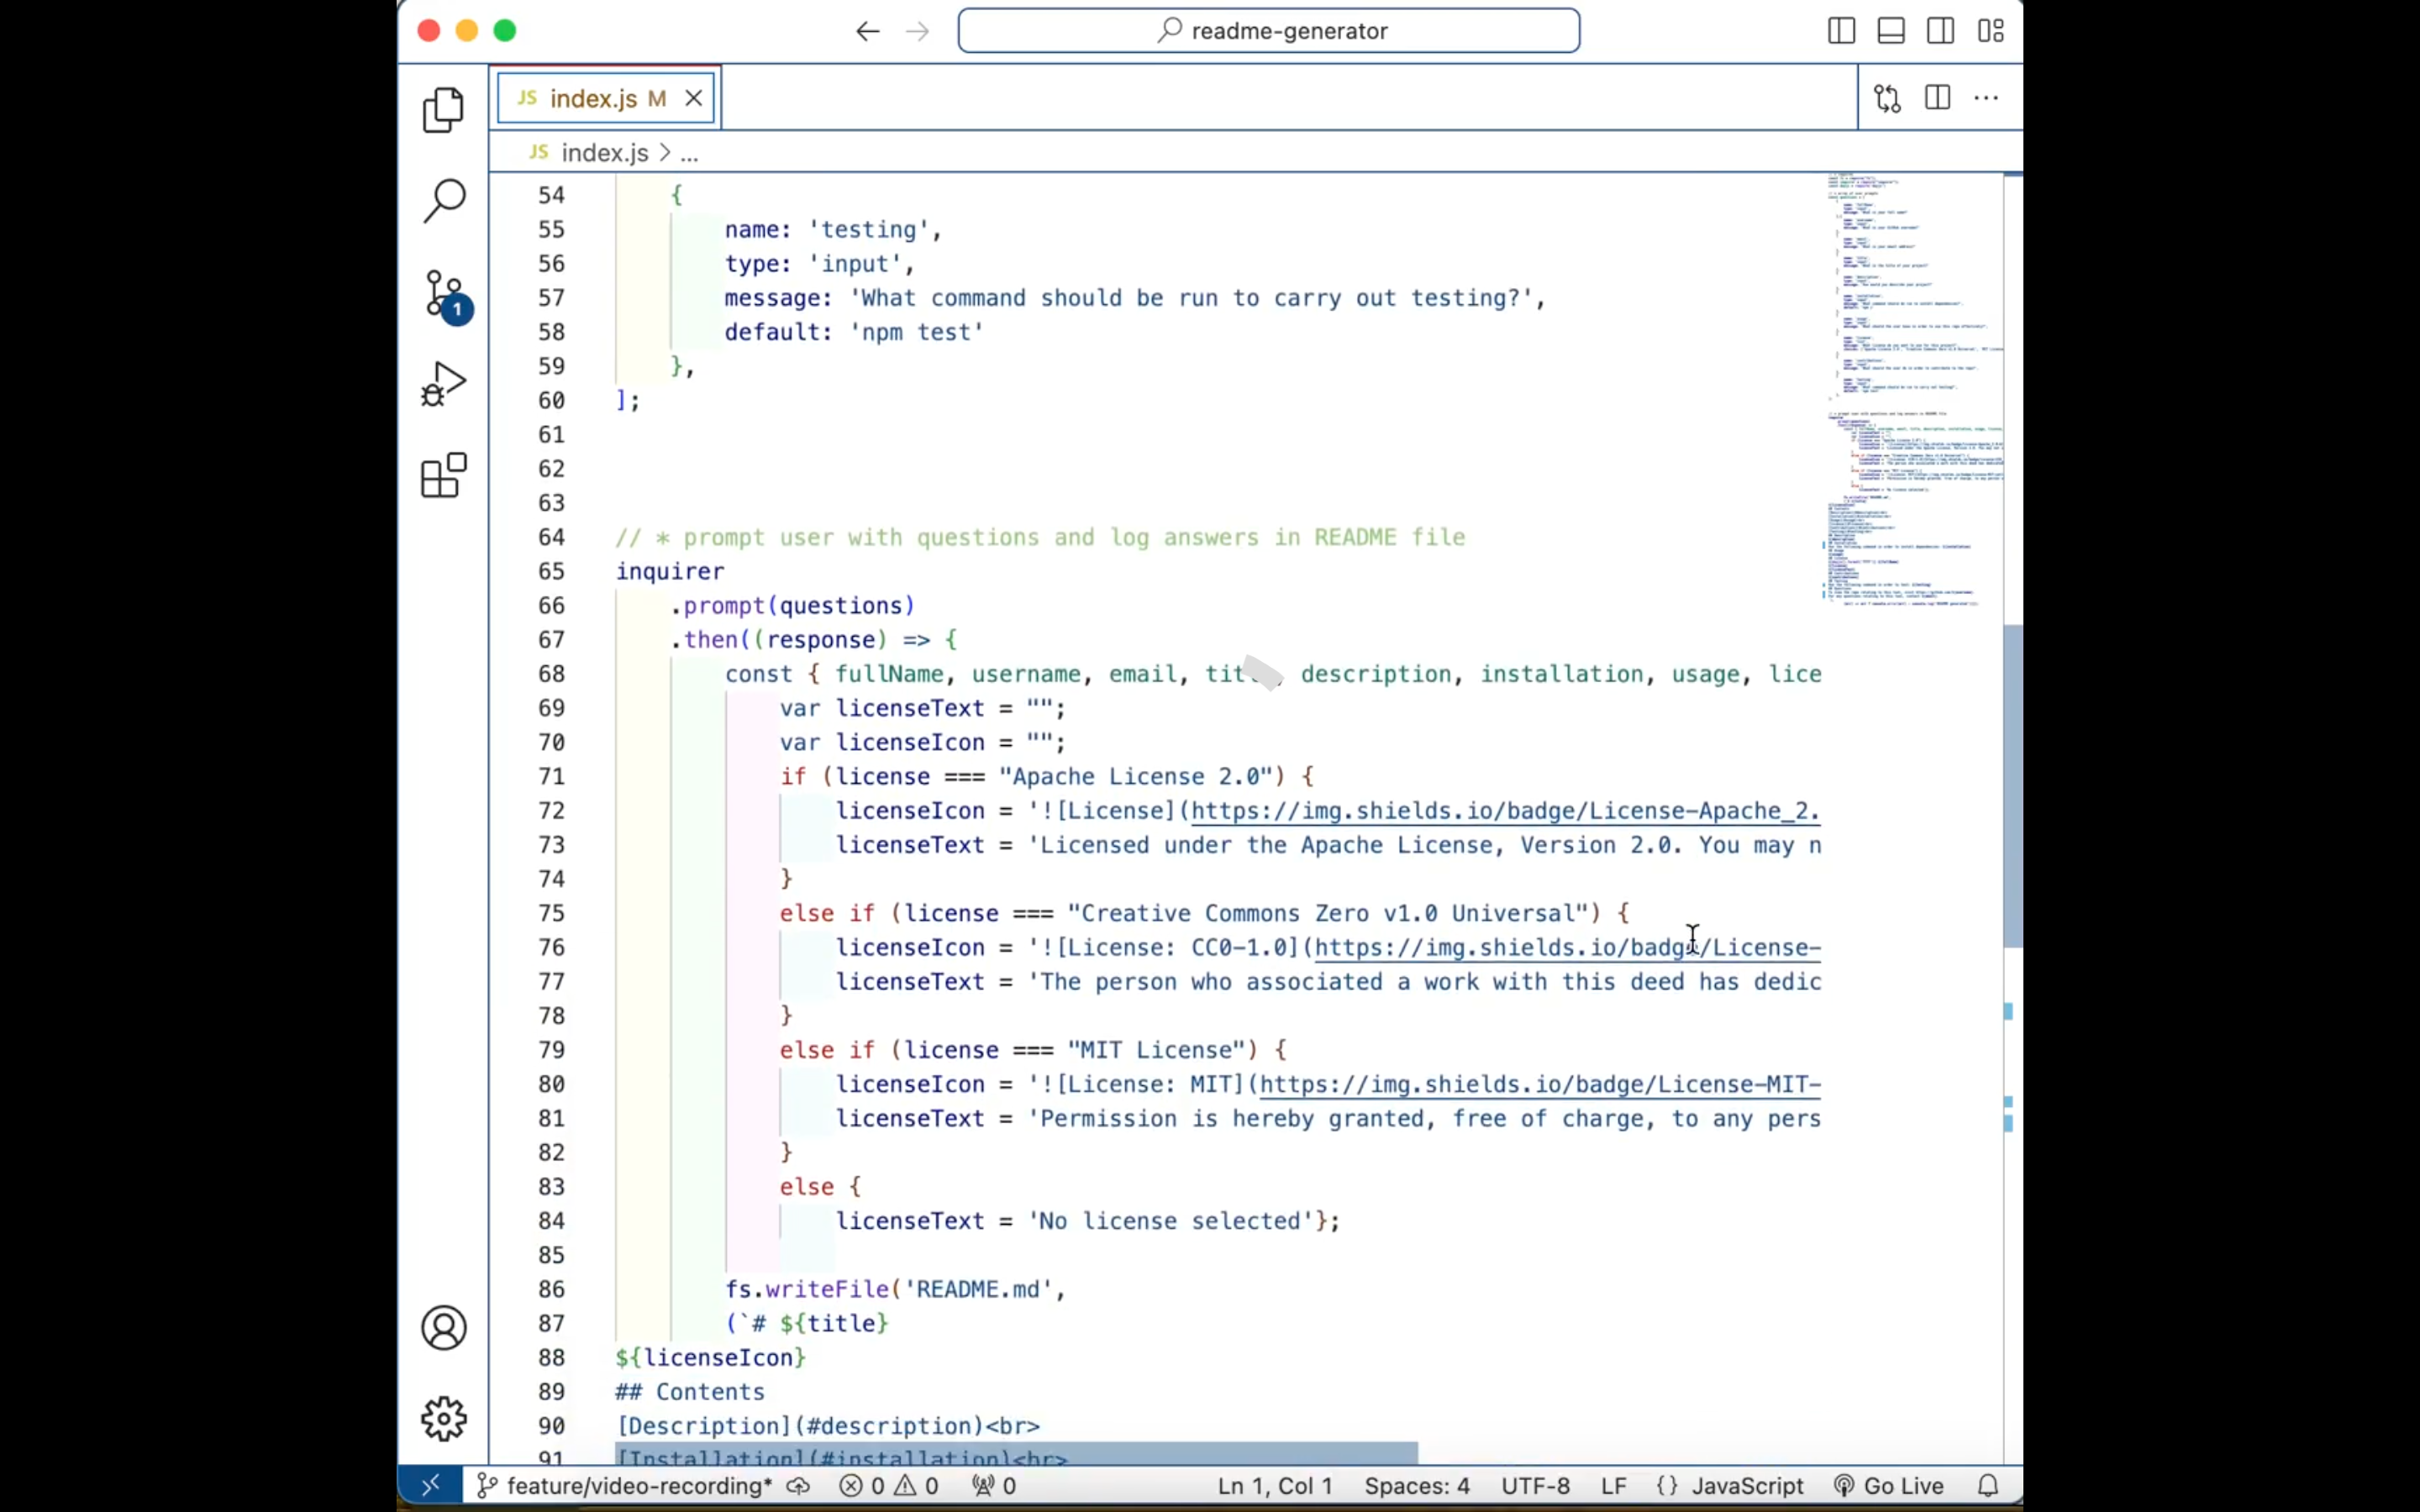 readme-generator
JS index.js M
JS index.js > ...
54 {
55 name: 'testing',
56 type: 'input',
57 message: 'What command should be run to carry out testing?',
58 default: 'npm test'
59 },
60 ];
61
62
63
64 // * prompt user with questions and log answers in README file
65 inquirer
66 .prompt(questions)
67 .then((response) => {
68 const { fullName, username, email, description, installation, usage, lice
69 var licenseText = "";
70 var licenseIcon = "";
71 if (license === "Apache License 2.0") {
72 licenseIcon = '![License](https://img.shields.io/badge/License-Apache_2.
73 licenseText = 'Licensed under the Apache License, Version 2.0. You may n
74 }
75 else if (license === "Creative Commons Zero v1.0 Universal") {
76 licenseIcon = '![License: CC0-1.0](https://img.shields.io/badge/License-
77 licenseText = 'The person who associated a work with this deed has dedic
78 }
79 else if (license === "MIT License") {
80 licenseIcon = '![License: MIT](https://img.shields.io/badge/License-MIT-
81 licenseText = 'Permission is hereby granted, free of charge, to any pers
82 }
83 else {
84 licenseText = 'No license selected'};
85
86 fs.writeFile('README.md',
87 (`# ${title}
88 ${licenseIcon}
89 ## Contents
90 [Description](#description)<br>
91 [Installation](#installation)<br>
1
feature/video-recording* 0 0 0 Ln 1, Col 1 Spaces: 4 UTF-8 LF {} JavaScript Go Live